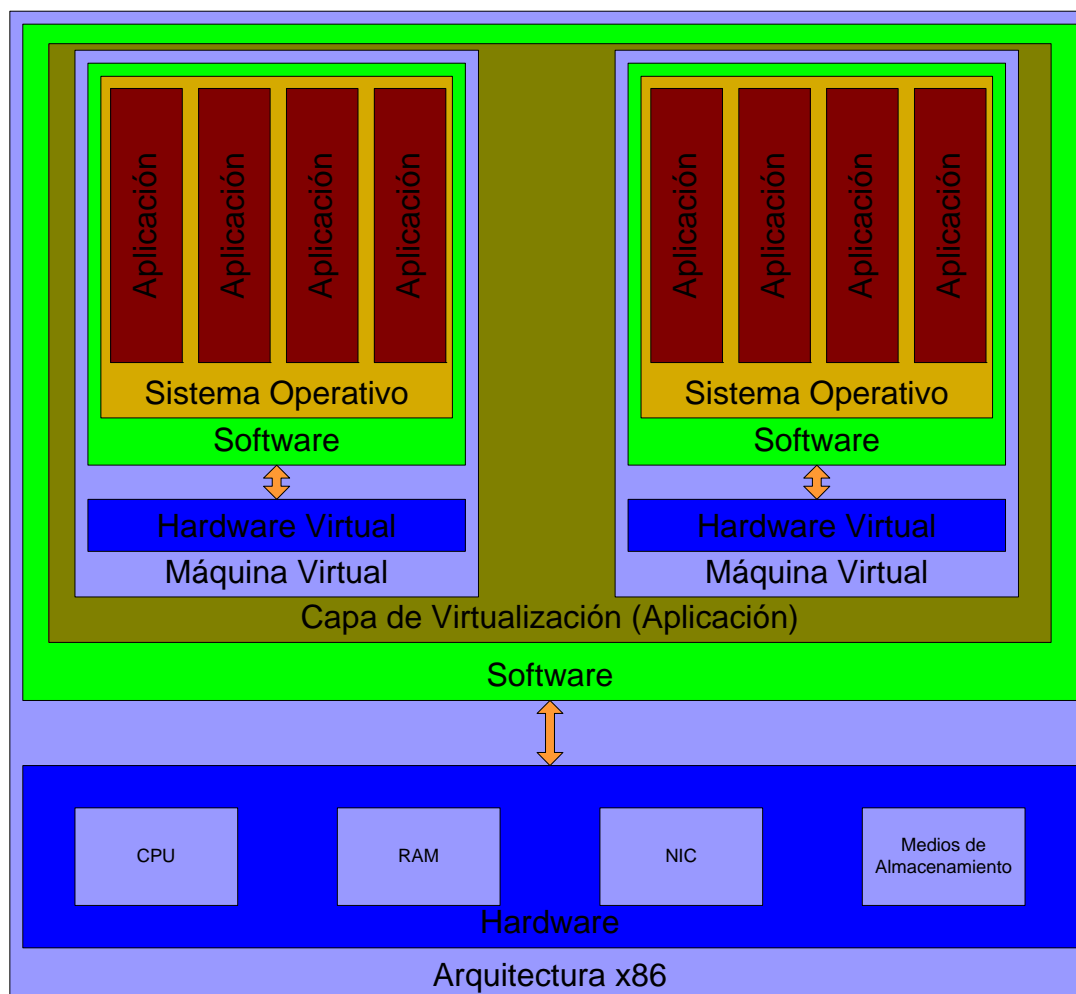 Aplicación
Aplicación
Aplicación
Aplicación
Sistema Operativo
Software
Hardware Virtual
Máquina Virtual
Aplicación
Aplicación
Aplicación
Aplicación
Sistema Operativo
Software
Hardware Virtual
Máquina Virtual
Capa de Virtualización (Aplicación)
Software
CPU
RAM
NIC
Medios de
Almacenamiento
Hardware
Arquitectura x86